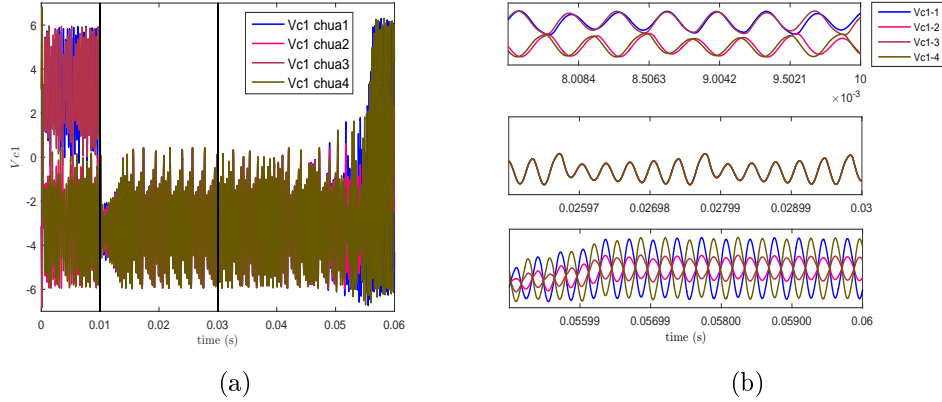 6
4
2
0
-2
-4
-6
Vc1
Vc1 chua1
Vc1 chua2
Vc1 chua3
Vc1 chua4
0 0.01 0.02 0.03 0.04 0.05 0.06
time (s)
(a)
Vc1-1
Vc1-2
Vc1-3
Vc1-4
8.0084 8.5063 9.0042 9.5021 10
×10⁻³
0.02597 0.02698 0.02799 0.02899 0.03
0.05599 0.05699 0.05800 0.05900 0.06
time (s)
(b)